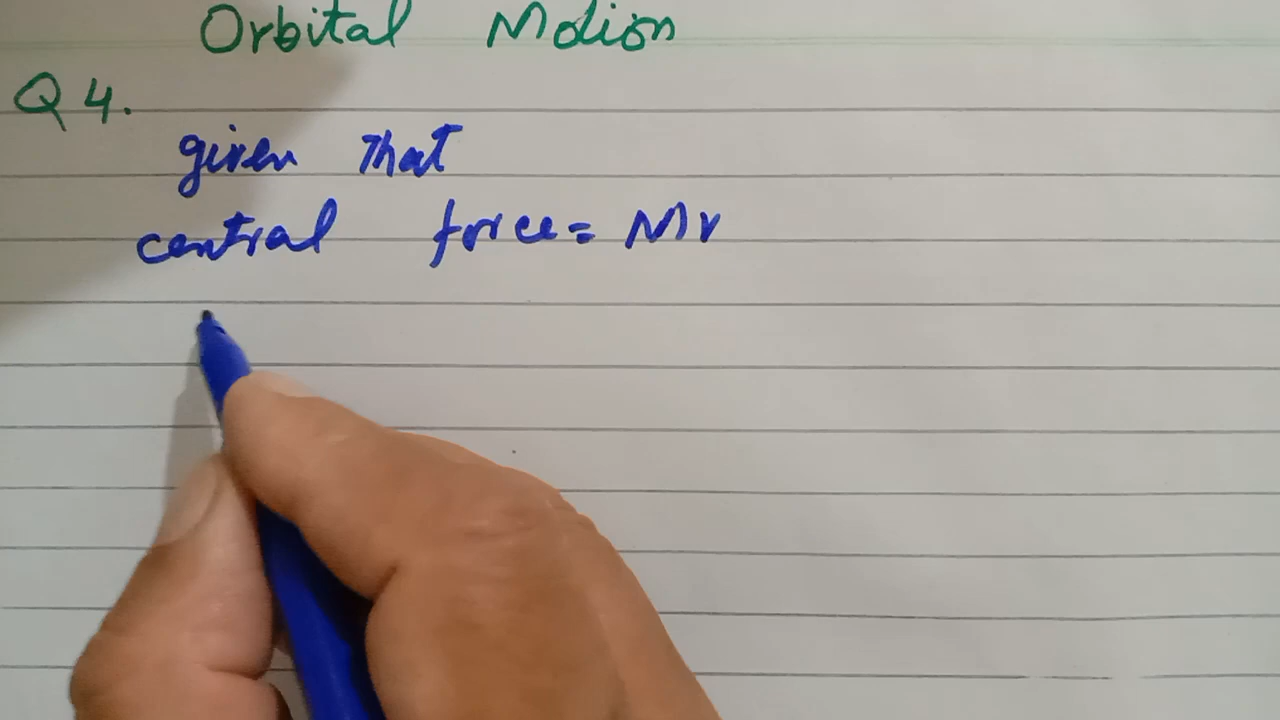 Orbital Motion
Q 4.
given that
central force = Mr